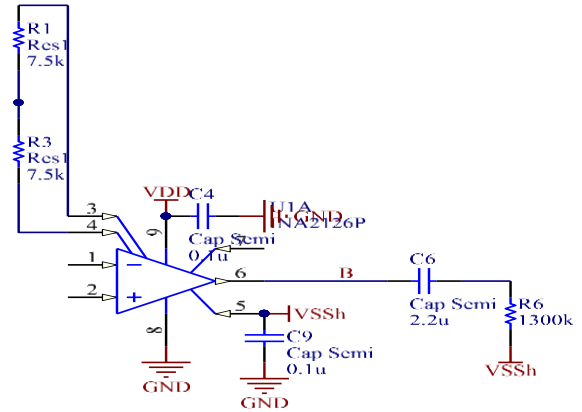 R1
Res1
7.5k
R3
Res1
7.5k
3
4
1
2
VDD
9
C4
Cap Semi
0.1u
U1A
INA2126P
GND
7
6
B
5
VSSh
8
GND
C9
Cap Semi
0.1u
GND
C6
Cap Semi
2.2u
R6
1300k
VSSh